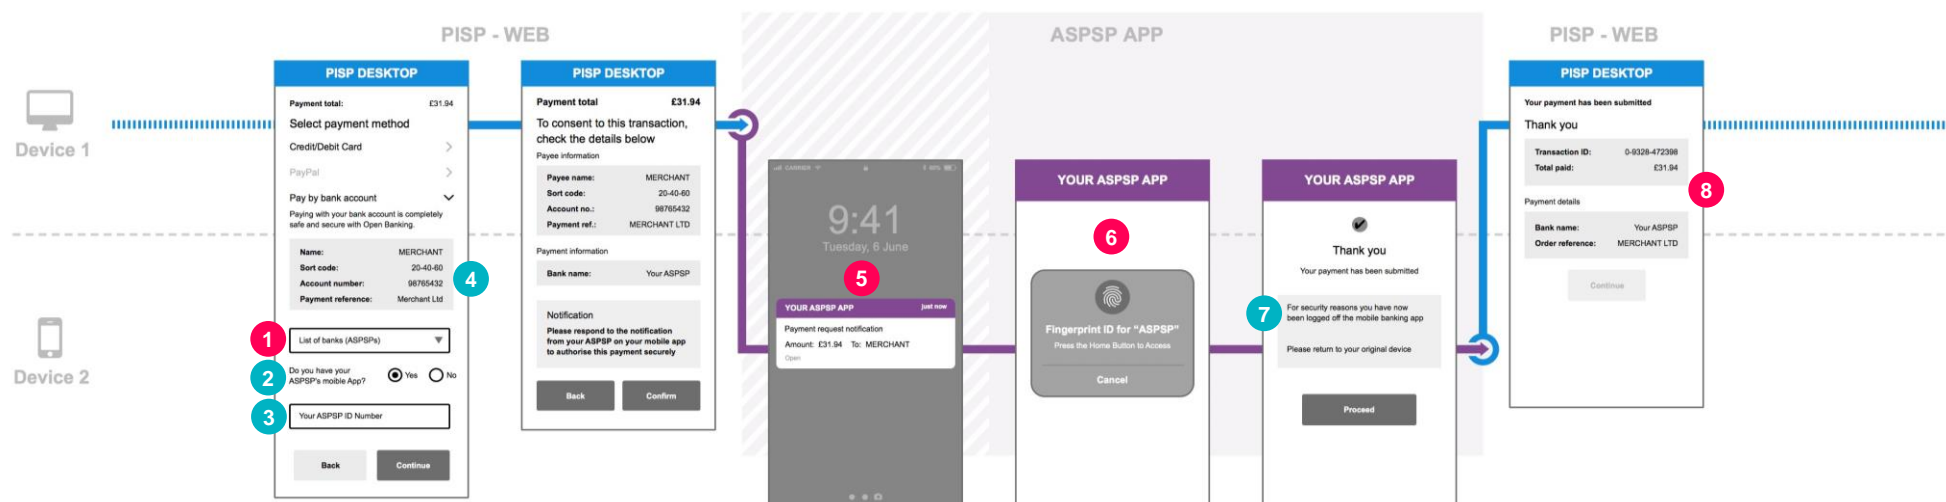 PISP - WEB
ASPSP APP
PISP - WEB
Device 1
Device 2
PISP DESKTOP
Payment total: £31.94
Select payment method
Credit/Debit Card
PayPal
Pay by bank account
Paying with your bank account is completely
safe and secure with Open Banking.
Name: MERCHANT
Sort code: 20-40-60
Account number: 98765432
Payment reference: Merchant Ltd
4
1
List of banks (ASPSPs)
2
Do you have your
ASPSP's moible App?
Yes
No
3
Your ASPSP ID Number
Back
Continue
PISP DESKTOP
Payment total £31.94
To consent to this transaction,
check the details below
Payee information
Payee name: MERCHANT
Sort code: 20-40-60
Account no.: 98765432
Payment ref.: MERCHANT LTD
Payment information
Bank name: Your ASPSP
Notification
Please respond to the notification
from your ASPSP on your mobile app
to authorise this payment securely
Back
Confirm
CARRIER
9:41
Tuesday, 6 June
5
YOUR ASPSP APP just now
Payment request notification
Amount: £31.94 To: MERCHANT
Open
YOUR ASPSP APP
6
Fingerprint ID for "ASPSP"
Press the Home Button to Access
Cancel
YOUR ASPSP APP
Thank you
Your payment has been submitted
7
For security reasons you have now
been logged off the mobile banking app
Please return to your original device
Proceed
PISP DESKTOP
Your payment has been submitted
Thank you
Transaction ID: 0-9328-472398
Total paid: £31.94
8
Payment details
Bank name: Your ASPSP
Order reference: MERCHANT LTD
Continue